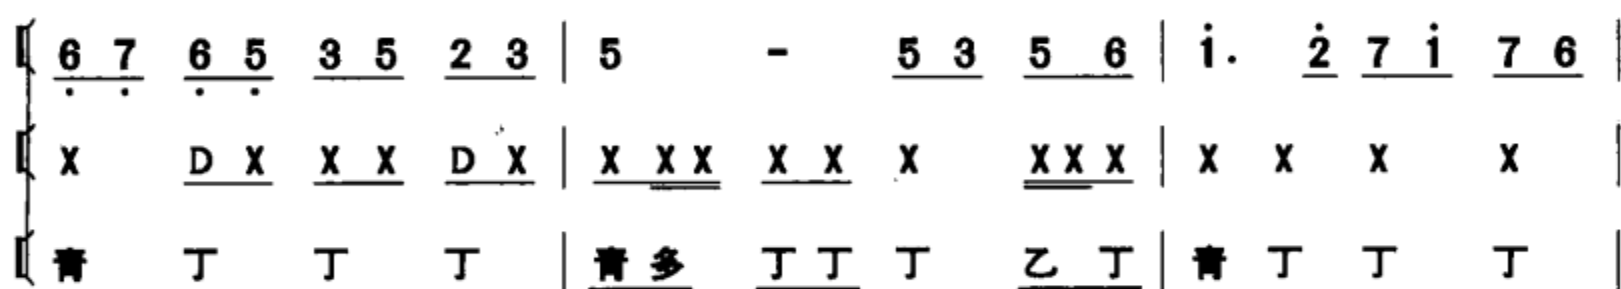 6̣ 7̣ 6̣ 5̣ 3 5 2 3 | 5 - 5 3 5 6 | i̇. 2̇ 7 i̇ 7 6 |
X D X X X D X | X X X X X X X X X | X X X X |
青 丁 丁 丁 | 青 多 丁 丁 丁 乙 丁 | 青 丁 丁 丁 |